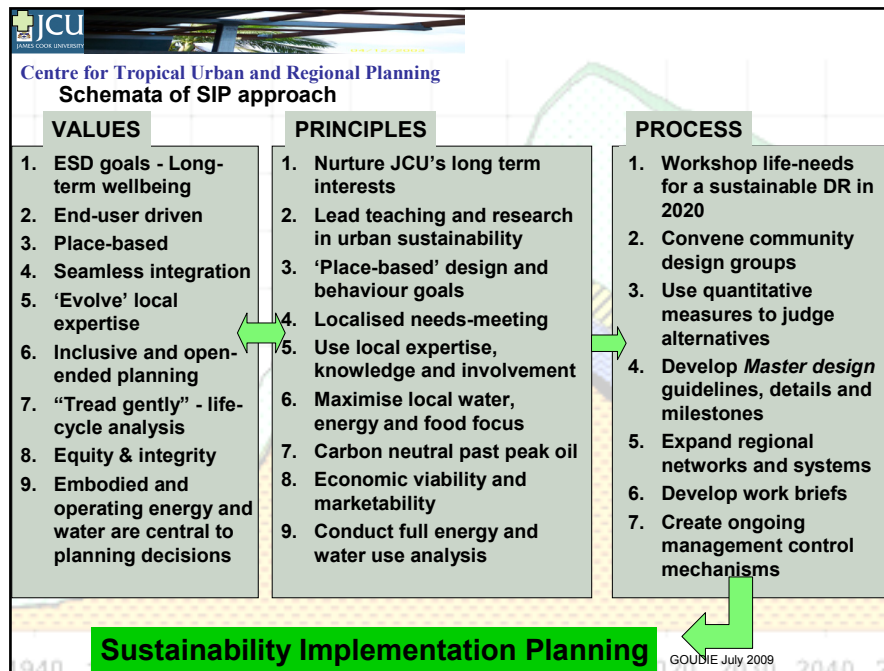 JCU
JAMES COOK UNIVERSITY
Centre for Tropical Urban and Regional Planning
Schemata of SIP approach
VALUES
1. ESD goals - Long-
term wellbeing
2. End-user driven
3. Place-based
4. Seamless integration
5. ‘Evolve’ local
expertise
6. Inclusive and open-
ended planning
7. “Tread gently” - life-
cycle analysis
8. Equity & integrity
9. Embodied and
operating energy and
water are central to
planning decisions
PRINCIPLES
1. Nurture JCU’s long term
interests
2. Lead teaching and research
in urban sustainability
3. ‘Place-based’ design and
behaviour goals
4. Localised needs-meeting
5. Use local expertise,
knowledge and involvement
6. Maximise local water,
energy and food focus
7. Carbon neutral past peak oil
8. Economic viability and
marketability
9. Conduct full energy and
water use analysis
PROCESS
1. Workshop life-needs
for a sustainable DR in
2020
2. Convene community
design groups
3. Use quantitative
measures to judge
alternatives
4. Develop Master design
guidelines, details and
milestones
5. Expand regional
networks and systems
6. Develop work briefs
7. Create ongoing
management control
mechanisms
Sustainability Implementation Planning
GOUDIE July 2009
1940 2040